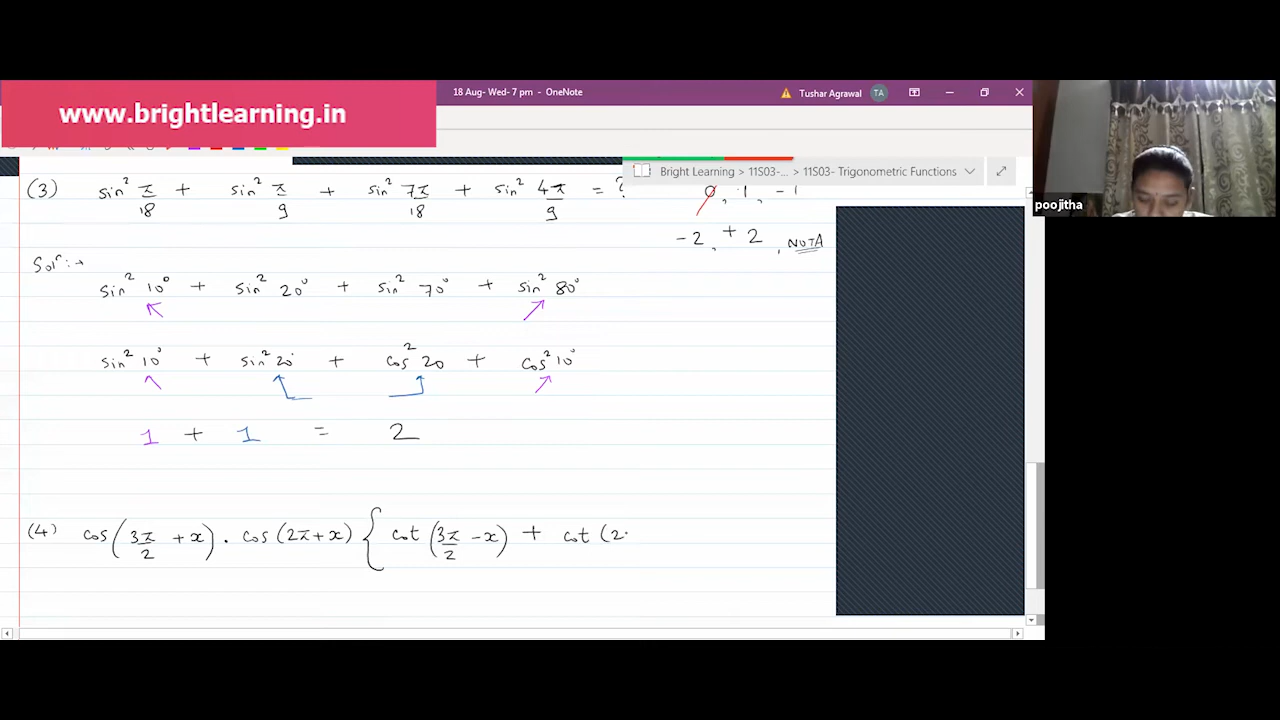 18 Aug- Wed- 7 pm - OneNote
Tushar Agrawal TA
www.brightlearning.in
Bright Learning > 11S03-... > 11S03- Trigonometric Functions
poojitha
(3) sin² π/18 + sin² π/9 + sin² 7π/18 + sin² 4π/9 = ?
0, 1, -1
-2, +2, NOTA
Solⁿ:→
sin² 10° + sin² 20° + sin² 70° + sin² 80°
sin² 10° + sin² 20° + cos² 20 + cos² 10°
1 + 1 = 2
(4) cos(3π/2 + x) . cos (2π+x) { cot (3π/2 - x) + cot (2